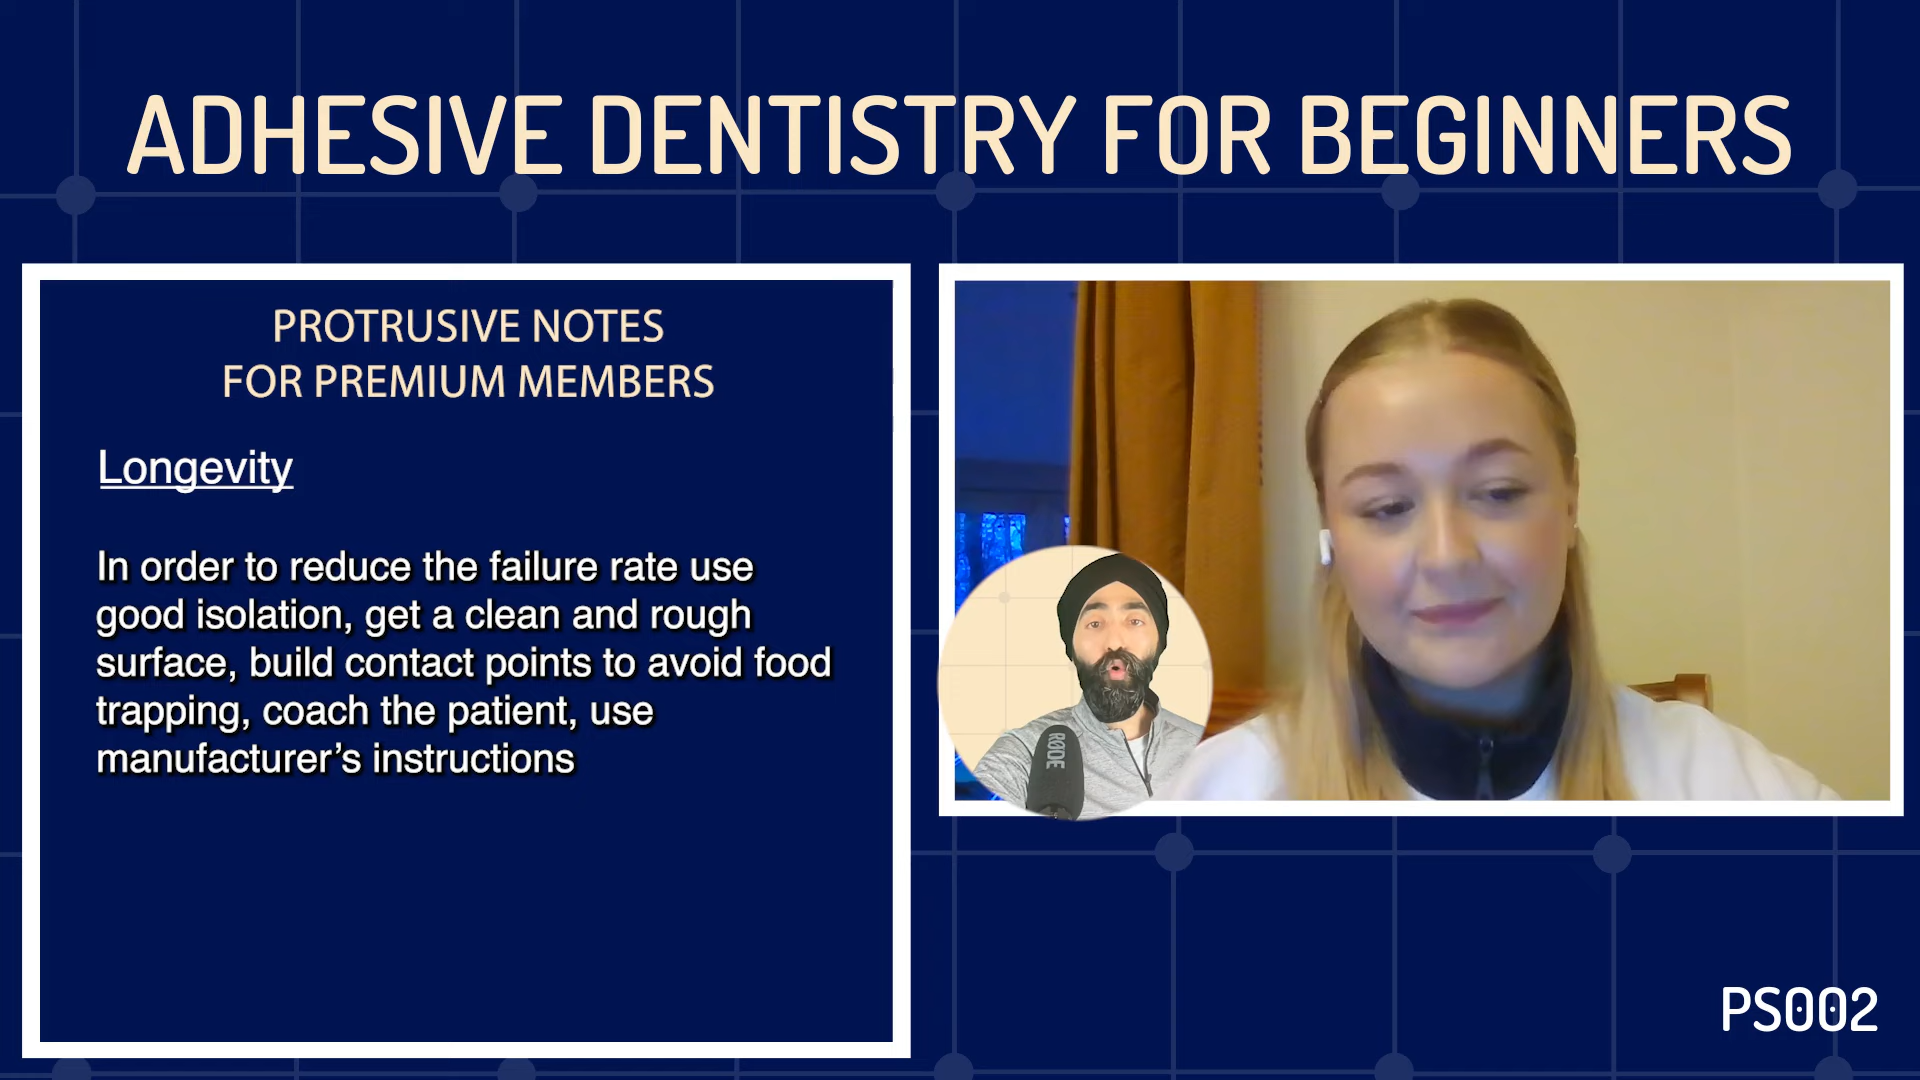 ADHESIVE DENTISTRY FOR BEGINNERS
PROTRUSIVE NOTES
FOR PREMIUM MEMBERS
Longevity
In order to reduce the failure rate use
good isolation, get a clean and rough
surface, build contact points to avoid food
trapping, coach the patient, use
manufacturer’s instructions
RØDE
PS002